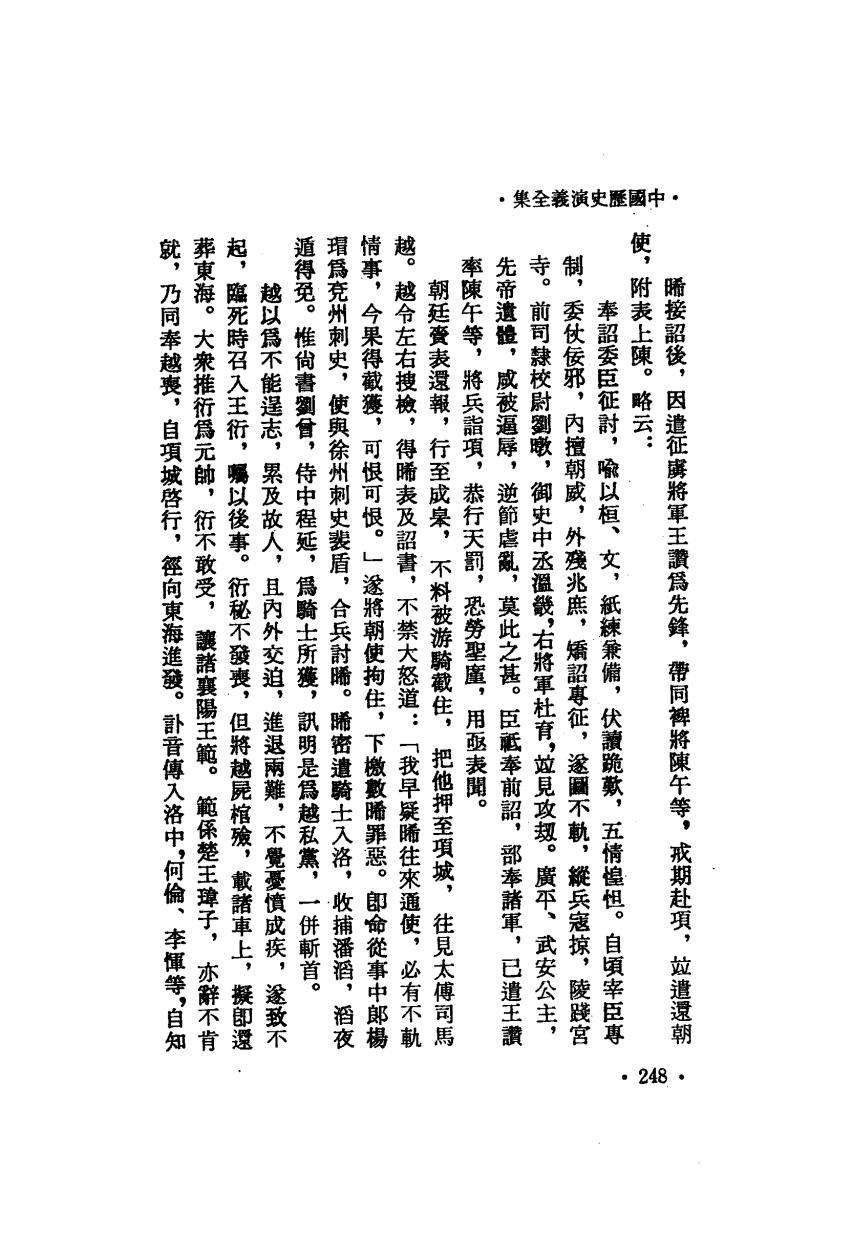 ·中國歷史演義全集·
晞接詔後，因遣征虜將軍王讚爲先鋒，帶同裨將陳午等，戒期赴項，竝遣還朝
使，附表上陳。略云：
奉詔委臣征討，喩以桓、文，紙練兼備，伏讀跪歎，五情惶怛。自頃宰臣專
制，委仗佞邪，內擅朝威，外殘兆庶，矯詔專征，遂圖不軌，縱兵寇掠，陵踐宮
寺。前司隸校尉劉暾，御史中丞溫畿，右將軍杜育，竝見攻刼。廣平、武安公主，
先帝遺體，咸被逼辱，逆節虐亂，莫此之甚。臣祗奉前詔，部奉諸軍，已遣王讚
率陳午等，將兵詣項，恭行天罰，恐勞聖廑，用亟表聞。
朝廷賫表還報，行至成皋，不料被游騎截住，把他押至項城，往見太傅司馬
越。越令左右搜檢，得晞表及詔書，不禁大怒道：「我早疑晞往來通使，必有不軌
情事，今果得截獲，可恨可恨。」遂將朝使拘住，下檄數晞罪惡。卽命從事中郎楊
瑁爲兗州刺史，使與徐州刺史裴盾，合兵討晞。晞密遣騎士入洛，收捕潘滔，滔夜
遁得免。惟尙書劉曾，侍中程延，爲騎士所獲，訊明是爲越私黨，一併斬首。
越以爲不能逞志，累及故人，且內外交迫，進退兩難，不覺憂憤成疾，遂致不
起，臨死時召入王衍，囑以後事。衍秘不發喪，但將越屍棺殮，載諸車上，擬卽還
葬東海。大衆推衍爲元帥，衍不敢受，讓諸襄陽王範。範係楚王瑋子，亦辭不肯
就，乃同奉越喪，自項城啓行，徑向東海進發。訃音傳入洛中，何倫、李惲等，自知
·248·